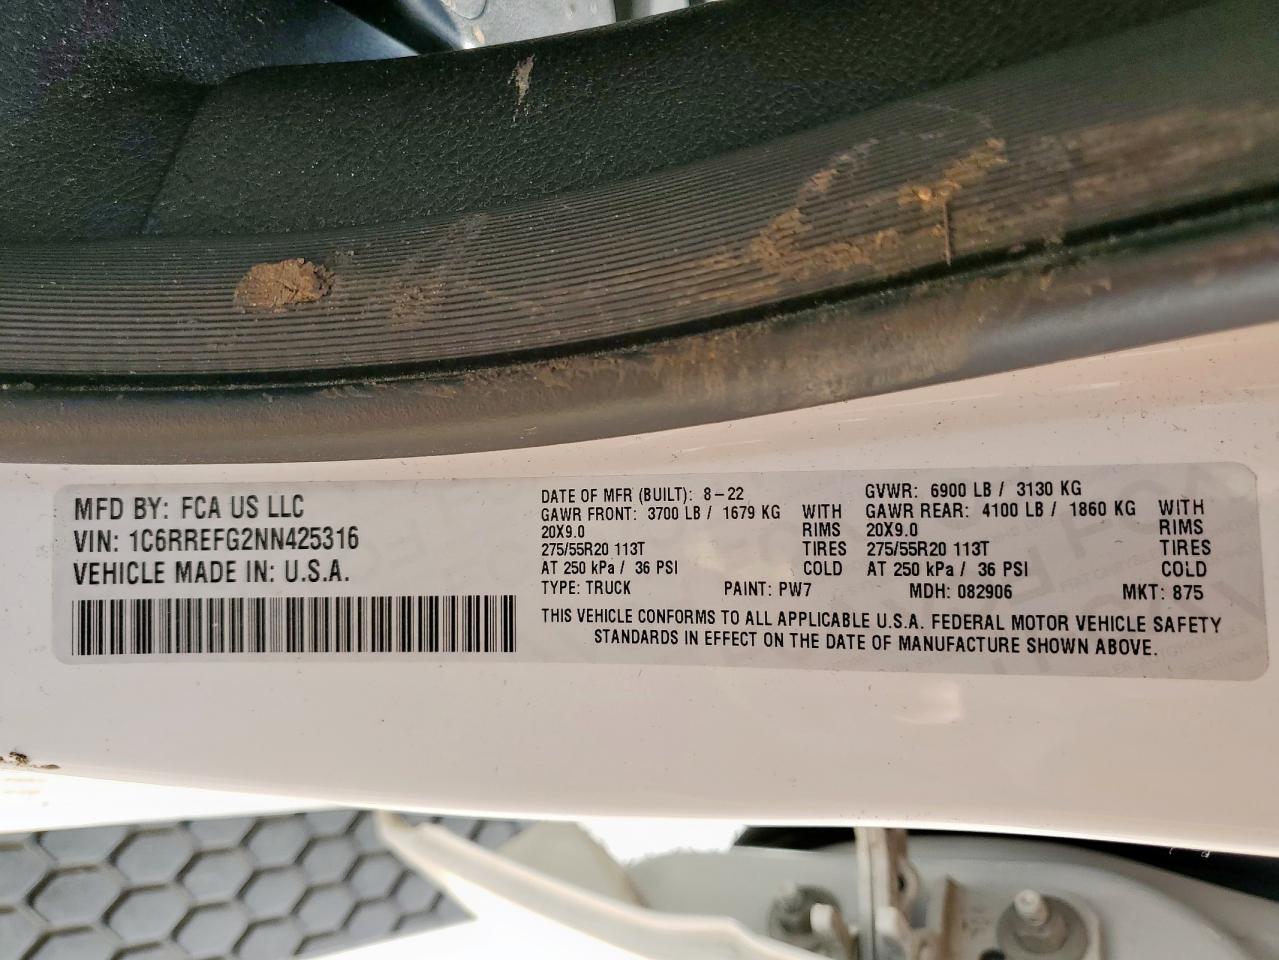 MFD BY: FCA US LLC
VIN: 1C6RREFG2NN425316
VEHICLE MADE IN: U.S.A.
DATE OF MFR (BUILT): 8-22
GAWR FRONT: 3700 LB / 1679 KG WITH
20X9.0 RIMS
275/55R20 113T TIRES
AT 250 kPa / 36 PSI COLD
GVWR: 6900 LB / 3130 KG
GAWR REAR: 4100 LB / 1860 KG WITH
20X9.0 RIMS
275/55R20 113T TIRES
AT 250 kPa / 36 PSI COLD
TYPE: TRUCK PAINT: PW7 MDH: 082906 MKT: 875
THIS VEHICLE CONFORMS TO ALL APPLICABLE U.S.A. FEDERAL MOTOR VEHICLE SAFETY
STANDARDS IN EFFECT ON THE DATE OF MANUFACTURE SHOWN ABOVE.